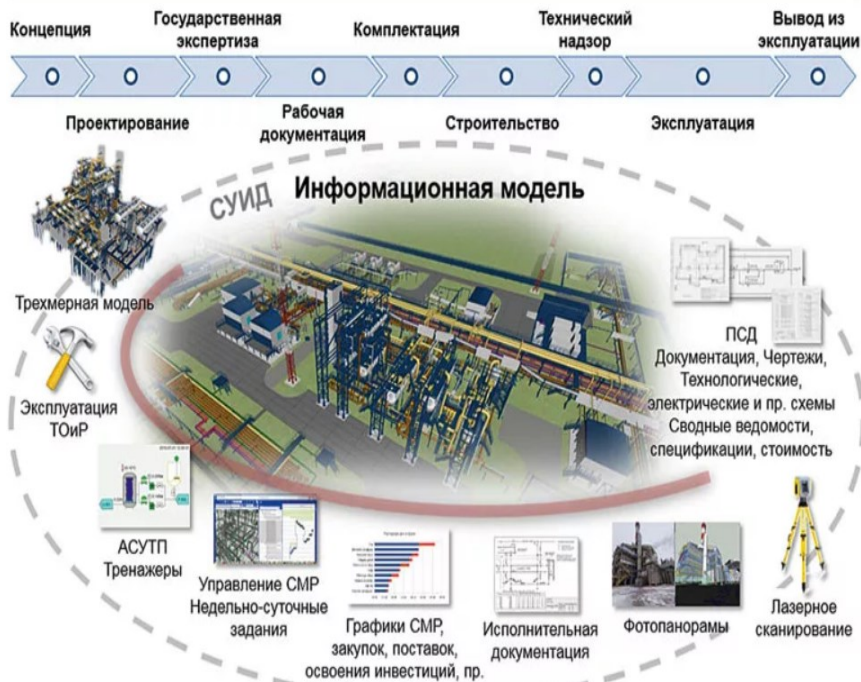 Концепция
Государственная
экспертиза
Комплектация
Технический
надзор
Вывод из
эксплуатации
Проектирование
Рабочая
документация
Строительство
Эксплуатация
СУИД
Информационная модель
Трехмерная модель
Эксплуатация
ТОиР
ПСД
Документация, Чертежи,
Технологические,
электрические и пр. схемы
Сводные ведомости,
спецификации, стоимость
АСУТП
Тренажеры
Управление СМР
Недельно-суточные
задания
Графики СМР,
закупок, поставок,
освоения инвестиций, пр.
Исполнительная
документация
Фотопанорамы
Лазерное
сканирование